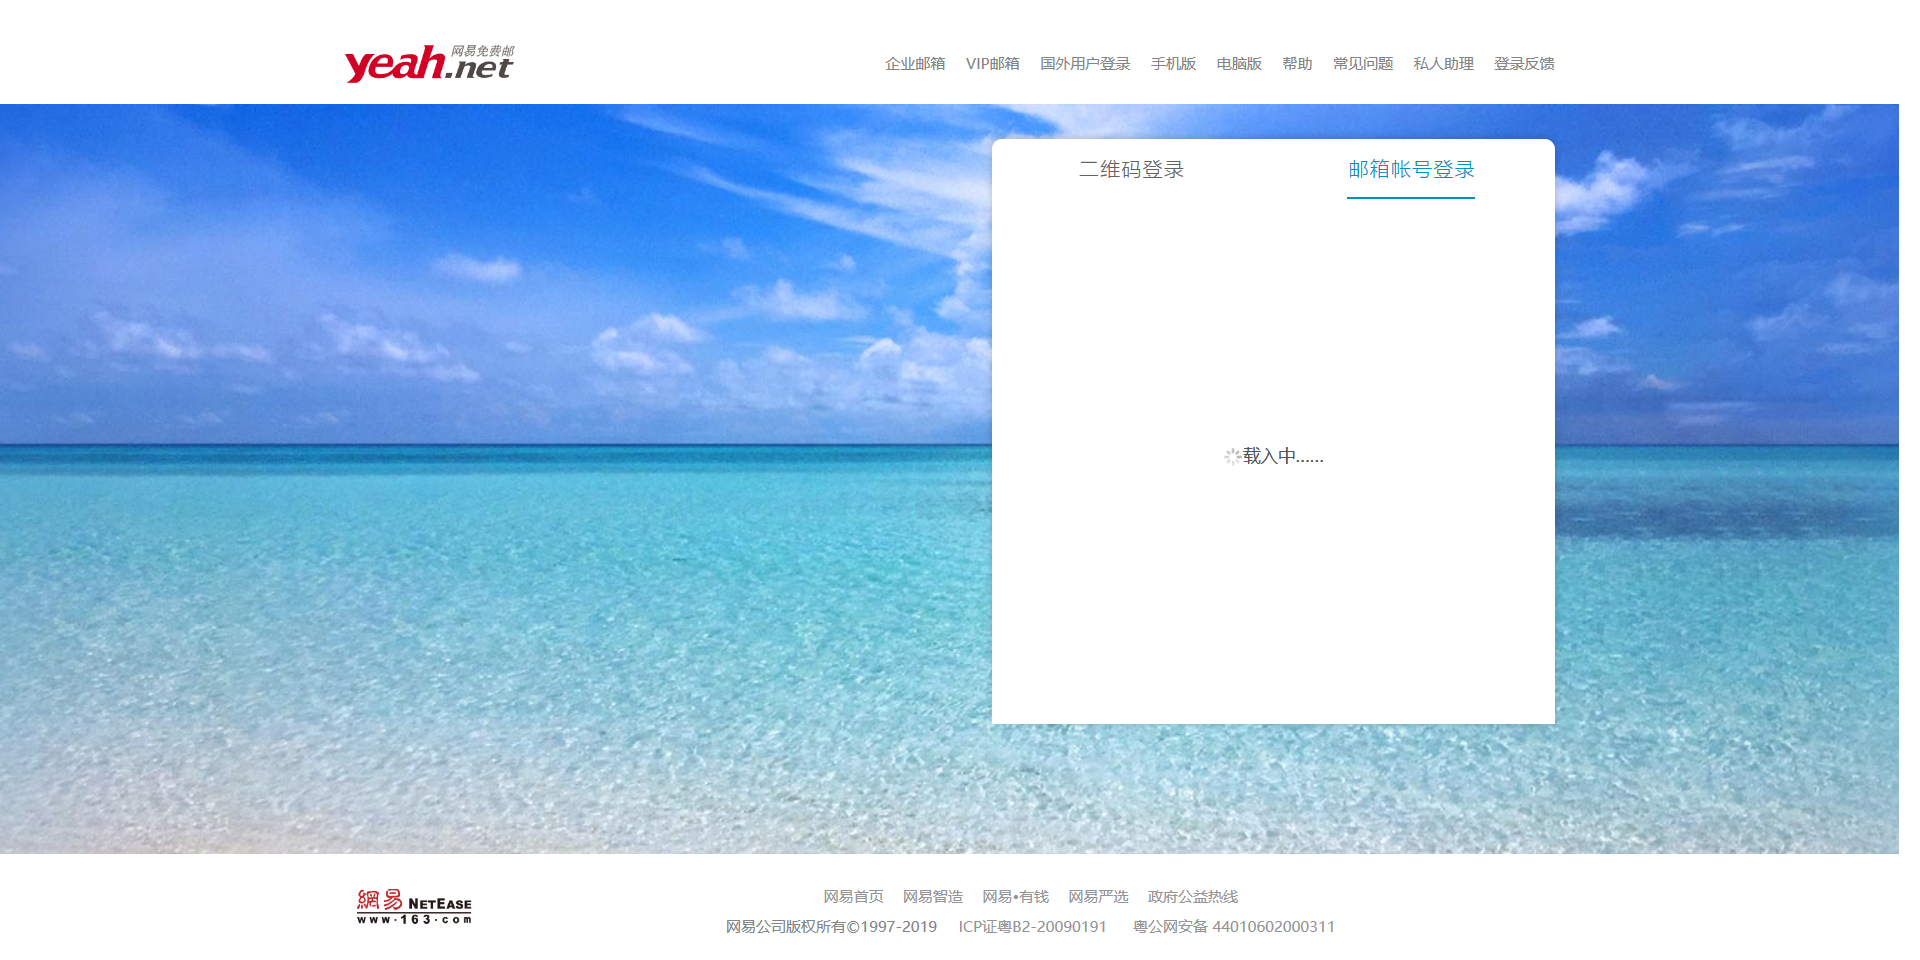 yeah.net 网易免费邮
企业邮箱 VIP邮箱 国外用户登录 手机版 电脑版 帮助 常见问题 私人助理 登录反馈
二维码登录 邮箱帐号登录
载入中......
網易 NETEASE
www.163.com
网易首页 网易智造 网易•有钱 网易严选 政府公益热线
网易公司版权所有©1997-2019 ICP证粤B2-20090191 粤公网安备 44010602000311